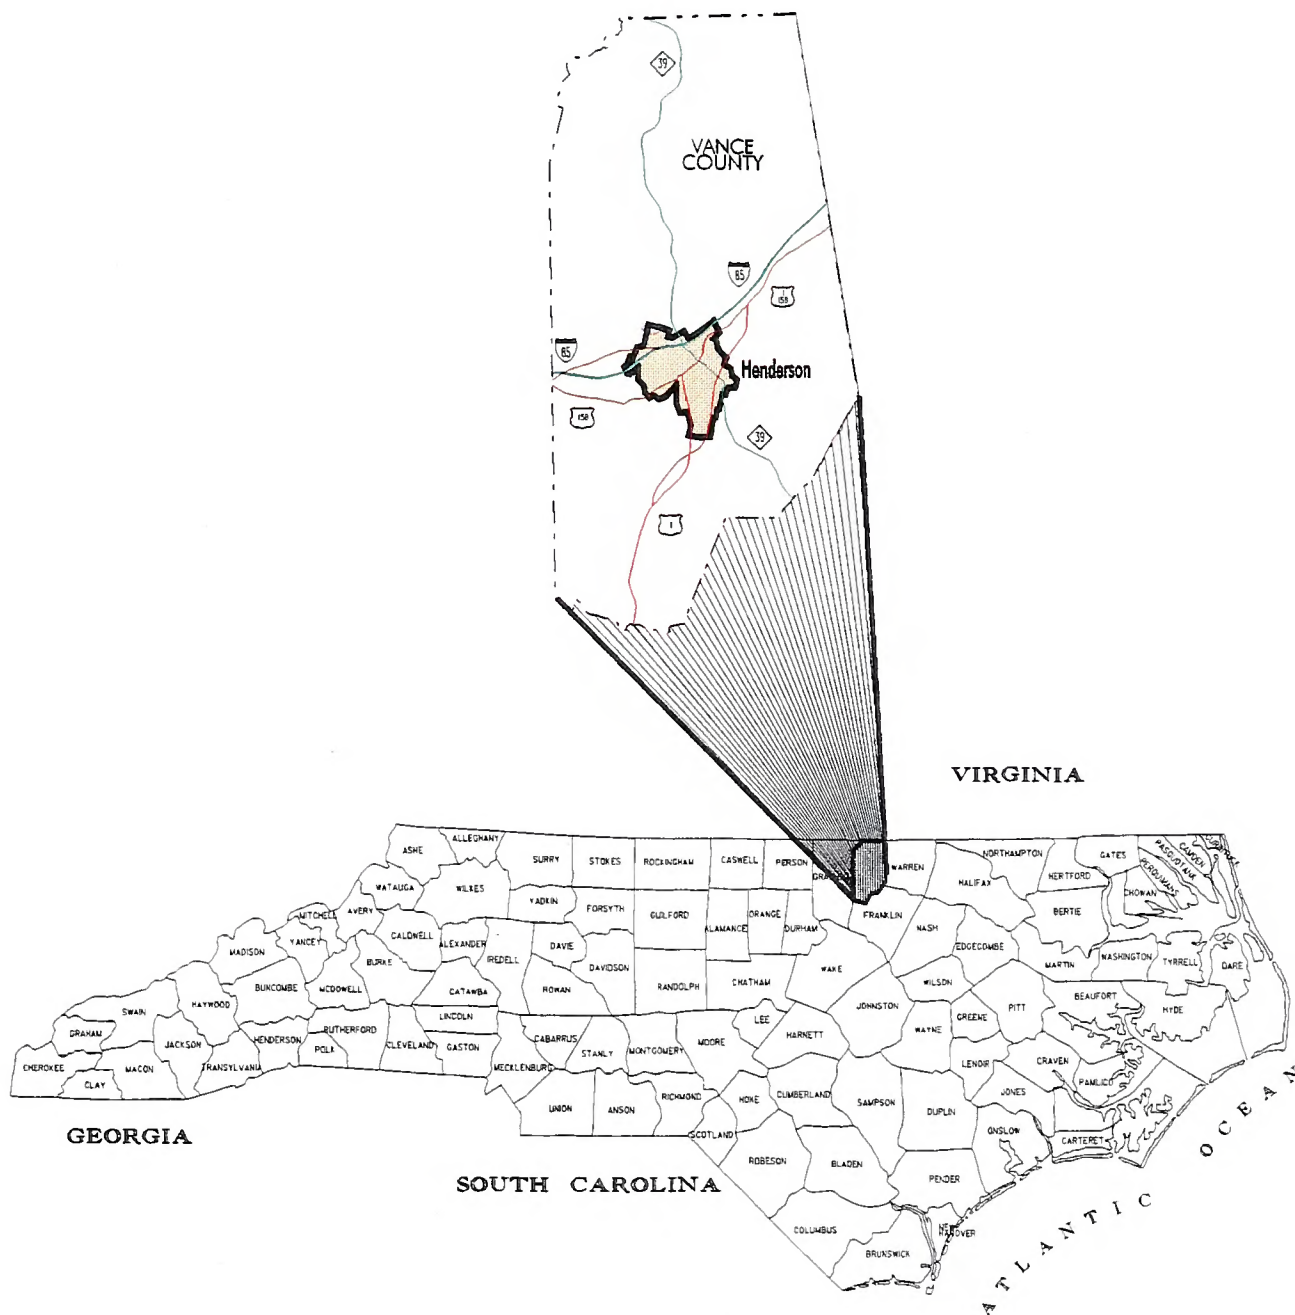 39
VANCE
COUNTY
85
1
158
85
Henderson
158
39
1
VIRGINIA
ALLEGHANY
ASHE
SURRY
STOKES
ROCKINGHAM
CASWELL
PERSON
WARREN
NORTHAMPTON
GATES
CAMDEN
PASQUOTANK
PERQUIMANS
HERTFORD
HALIFAX
CHOWAN
WATAUGA
WILKES
YADKIN
FORSYTH
GUILFORD
ALAMANCE
ORANGE
DURHAM
FRANKLIN
NASH
BERTIE
MITCHELL
AVERY
CALDWELL
ALEXANDER
IREDELL
DAVIE
EDGECOMBE
MADISON
YANCEY
BURKE
DAVIDSON
WAKE
MARTIN
WASHINGTON
TYRRELL
DARE
BUNCOMBE
MCDOWELL
CATAWBA
ROWAN
RANDOLPH
CHATHAM
WILSON
HAYWOOD
SWAIN
LINCOLN
LEE
JOHNSTON
PITT
BEAUFORT
HYDE
GRAHAM
JACKSON
HENDERSON
RUTHERFORD
POLK
CLEVELAND
GASTON
CABARRUS
STANLY
MONTGOMERY
MOORE
HARNETT
WAYNE
GREENE
CHEROKEE
MACON
TRANSYLVANIA
MECKLENBURG
LENOIR
CRAVEN
PAMLICO
CLAY
UNION
ANSON
RICHMOND
HOKE
CUMBERLAND
SAMPSON
DUPLIN
JONES
SCOTLAND
ONSLOW
CARTERET
GEORGIA
ROBESON
BLADEN
PENDER
SOUTH CAROLINA
COLUMBUS
NEW
HANOVER
BRUNSWICK
ATLANTIC OCEAN